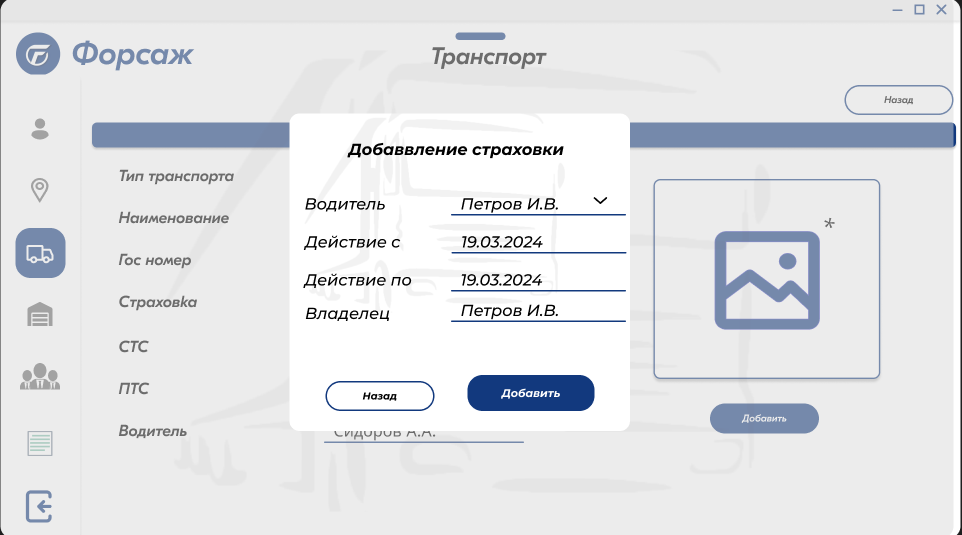 Форсаж
Транспорт
Назад
Добаввление страховки
Тип транспорта
Наименование
Гос номер
Страховка
СТС
ПТС
Водитель
Водитель Петров И.В.
Действие с 19.03.2024
Действие по 19.03.2024
Владелец Петров И.В.
Назад Добавить
Сидоров А.А.
*
Добавить